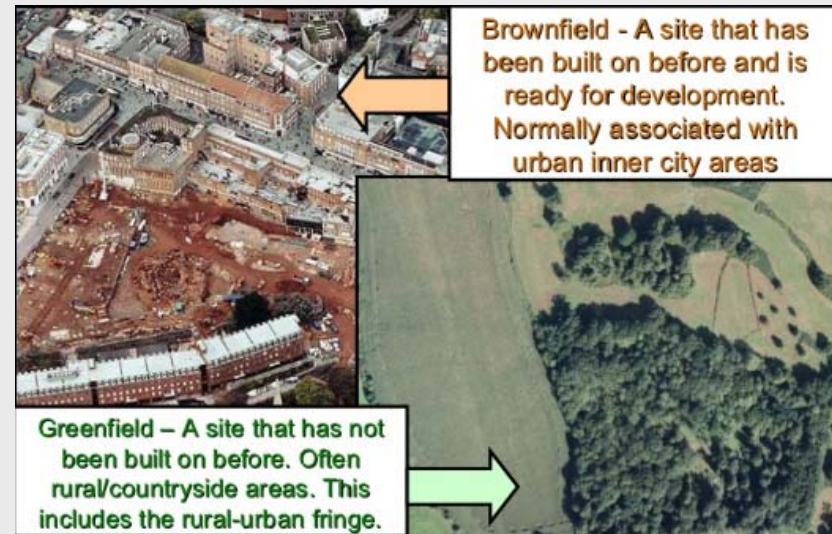 Brownfield - A site that has
been built on before and is
ready for development.
Normally associated with
urban inner city areas
Greenfield – A site that has not
been built on before. Often
rural/countryside areas. This
includes the rural-urban fringe.